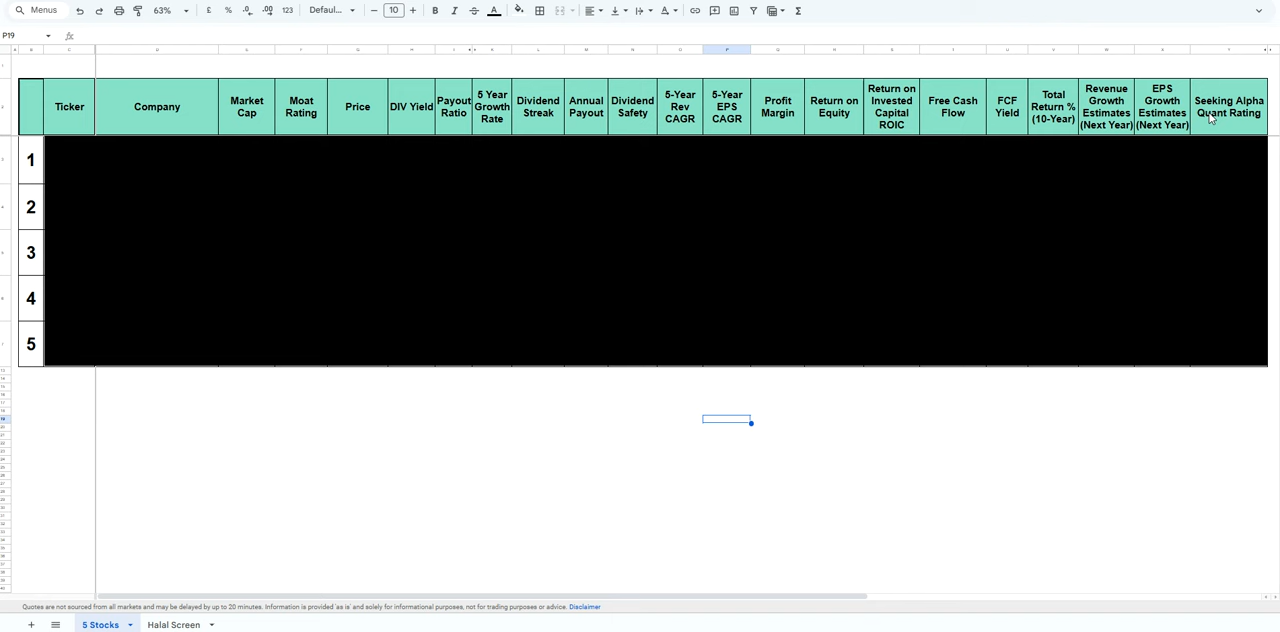 Menus 63% £ % .0 .00 123 Defaul... 10 B I S A Σ
P19 fx
B C D E F G H I K L M N O P Q R S T U V W X Y
Ticker
Company
Market
Cap
Moat
Rating
Price
DIV Yield
Payout
Ratio
5 Year
Growth
Rate
Dividend
Streak
Annual
Payout
Dividend
Safety
5-Year
Rev
CAGR
5-Year
EPS
CAGR
Profit
Margin
Return on
Equity
Return on
Invested
Capital
ROIC
Free Cash
Flow
FCF
Yield
Total
Return %
(10-Year)
Revenue
Growth
Estimates
(Next Year)
EPS
Growth
Estimates
(Next Year)
Seeking Alpha
Quant Rating
1
2
3
4
5
Quotes are not sourced from all markets and may be delayed by up to 20 minutes. Information is provided 'as is' and solely for informational purposes, not for trading purposes or advice. Disclaimer
5 Stocks Halal Screen